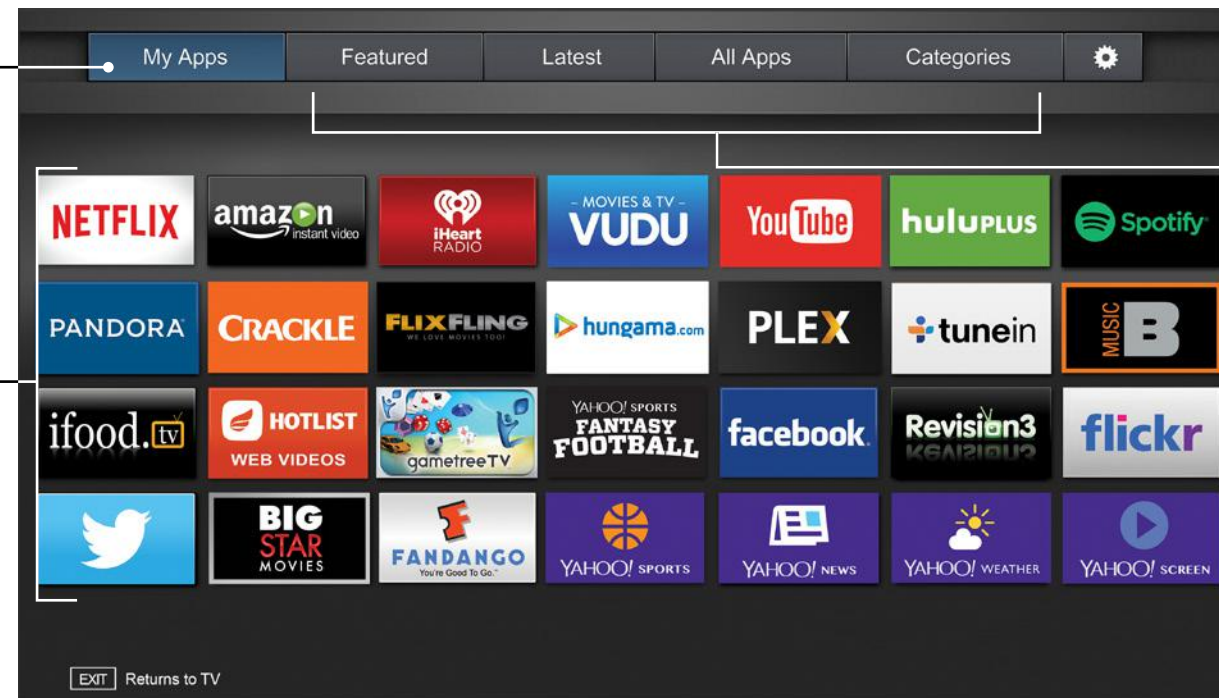 My Apps Featured Latest All Apps Categories
NETFLIX
amazon
instant video
iHeart
RADIO
- MOVIES & TV -
VUDU
YouTube
huluPLUS
Spotify
PANDORA
CRACKLE
FLIXFLING
WE LOVE MOVIES TOO!
hungama.com
PLEX
tunein
MUSIC
B
ifood.tv
HOTLIST
WEB VIDEOS
gametreeTV
YAHOO! SPORTS
FANTASY
FOOTBALL
facebook
Revision3
flickr
BIG
STAR
MOVIES
F
FANDANGO
You're Good To Go.™
YAHOO! SPORTS
YAHOO! NEWS
YAHOO! WEATHER
YAHOO! SCREEN
EXIT Returns to TV